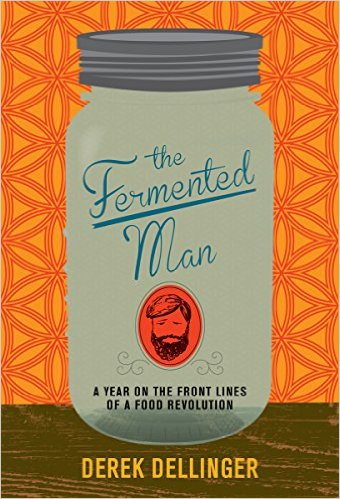 the
Fermented
Man
A YEAR ON THE FRONT LINES
OF A FOOD REVOLUTION
DEREK DELLINGER